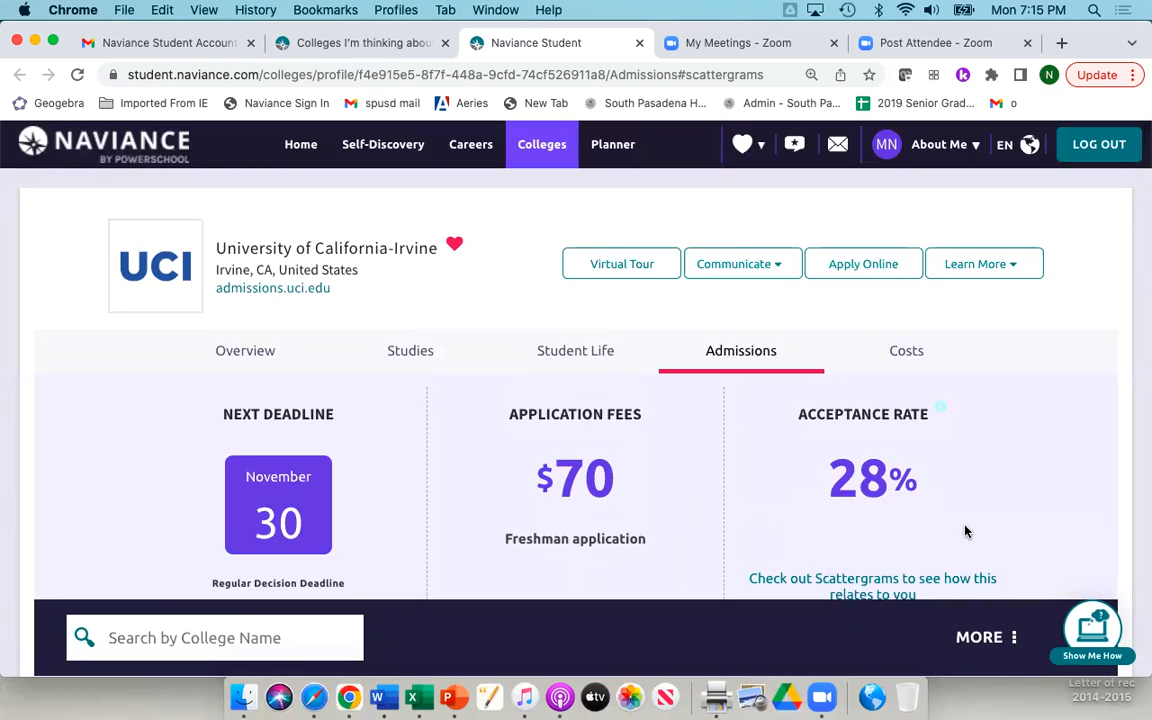 Chrome File Edit View History Bookmarks Profiles Tab Window Help Mon 7:15 PM
Naviance Student Account Colleges I'm thinking abou Naviance Student My Meetings - Zoom Post Attendee - Zoom
student.naviance.com/colleges/profile/f4e915e5-8f7f-448a-9cfd-74cf526911a8/Admissions#scattergrams N Update
Geogebra Imported From IE Naviance Sign In spusd mail Aeries New Tab South Pasadena H... Admin - South Pa... 2019 Senior Grad... o
NAVIANCE Home Self-Discovery Careers Colleges Planner MN About Me EN LOG OUT
BY POWERSCHOOL
UCI
University of California-Irvine
Irvine, CA, United States
admissions.uci.edu
Virtual Tour Communicate Apply Online Learn More
Overview Studies Student Life Admissions Costs
NEXT DEADLINE APPLICATION FEES ACCEPTANCE RATE
November
30 $70 28%
Freshman application
Regular Decision Deadline
Check out Scattergrams to see how this
relates to you
Search by College Name MORE
Show Me How
Letter of rec
2014-2015